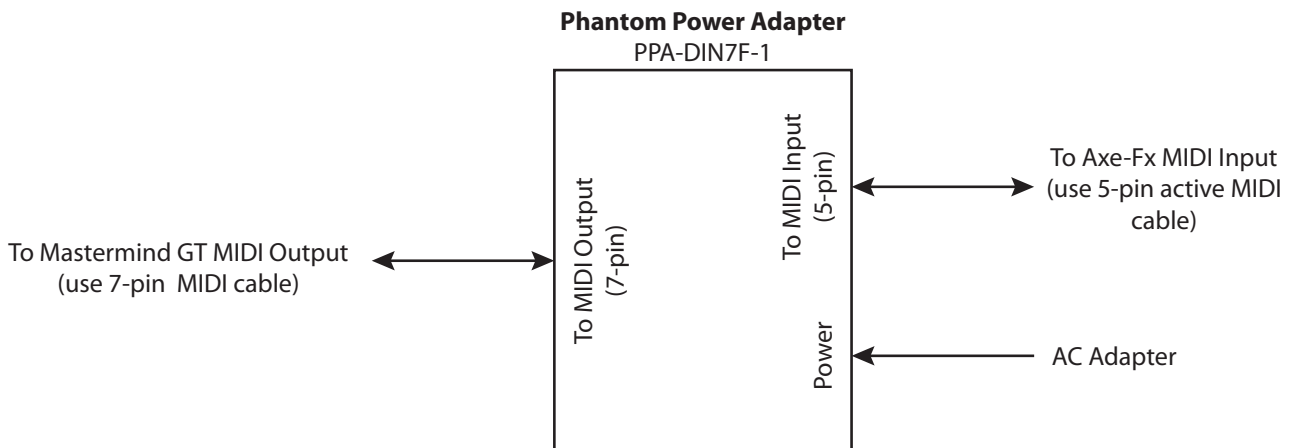 Phantom Power Adapter
PPA-DIN7F-1
To Mastermind GT MIDI Output
(use 7-pin  MIDI cable)
To MIDI Output
(7-pin)
To MIDI Input
(5-pin)
Power
To Axe-Fx MIDI Input
(use 5-pin active MIDI
cable)
AC Adapter